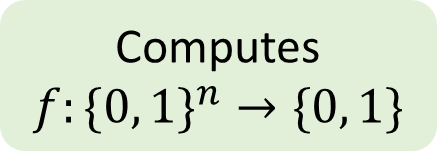 Computes
f: {0, 1}ⁿ → {0, 1}